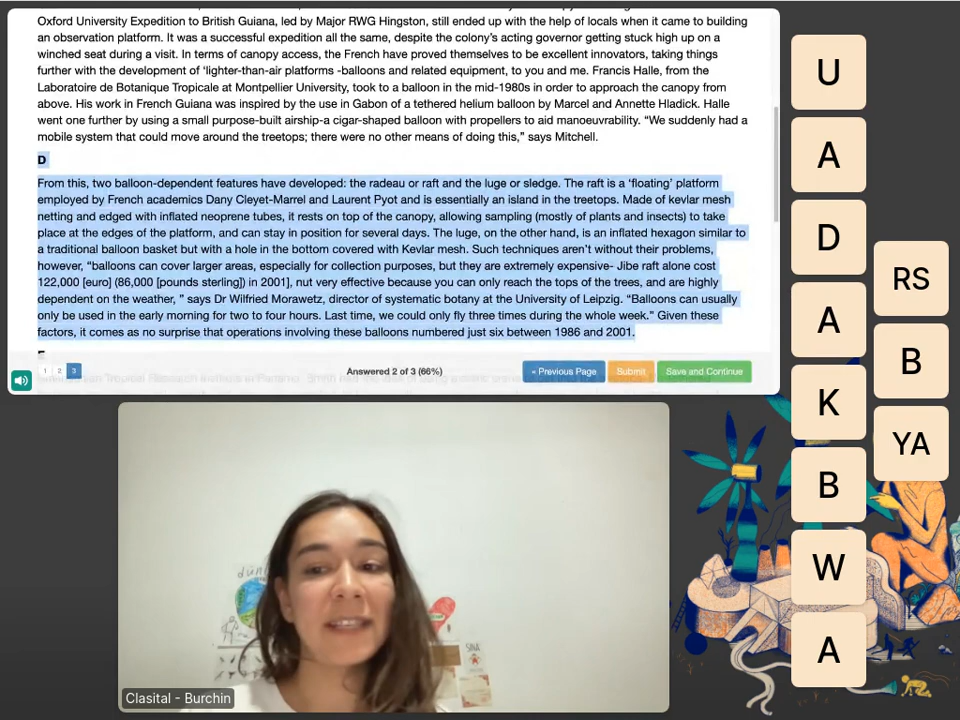 Oxford University Expedition to British Guiana, led by Major RWG Hingston, still ended up with the help of locals when it came to building
an observation platform. It was a successful expedition all the same, despite the colony's acting governor getting stuck high up on a
winched seat during a visit. In terms of canopy access, the French have proved themselves to be excellent innovators, taking things
further with the development of 'lighter-than-air platforms -balloons and related equipment, to you and me. Francis Halle, from the
Laboratoire de Botanique Tropicale at Montpellier University, took to a balloon in the mid-1980s in order to approach the canopy from
above. His work in French Guiana was inspired by the use in Gabon of a tethered helium balloon by Marcel and Annette Hladick. Halle
went one further by using a small purpose-built airship-a cigar-shaped balloon with propellers to aid manoeuvrability. “We suddenly had a
mobile system that could move around the treetops; there were no other means of doing this,” says Mitchell.
D
From this, two balloon-dependent features have developed: the radeau or raft and the luge or sledge. The raft is a ‘floating’ platform
employed by French academics Dany Cleyet-Marrel and Laurent Pyot and is essentially an island in the treetops. Made of kevlar mesh
netting and edged with inflated neoprene tubes, it rests on top of the canopy, allowing sampling (mostly of plants and insects) to take
place at the edges of the platform, and can stay in position for several days. The luge, on the other hand, is an inflated hexagon similar to
a traditional balloon basket but with a hole in the bottom covered with Kevlar mesh. Such techniques aren’t without their problems,
however, “balloons can cover larger areas, especially for collection purposes, but they are extremely expensive- Jibe raft alone cost
122,000 [euro] (86,000 [pounds sterling]) in 2001], nut very effective because you can only reach the tops of the trees, and are highly
dependent on the weather, ” says Dr Wilfried Morawetz, director of systematic botany at the University of Leipzig. “Balloons can usually
only be used in the early morning for two to four hours. Last time, we could only fly three times during the whole week.” Given these
factors, it comes as no surprise that operations involving these balloons numbered just six between 1986 and 2001.
1 2 3
Answered 2 of 3 (66%)
« Previous Page
Submit
Save and Continue
U
A
D
A
K
B
W
A
RS
B
YA
dünya
SINA
Clasital - Burchin